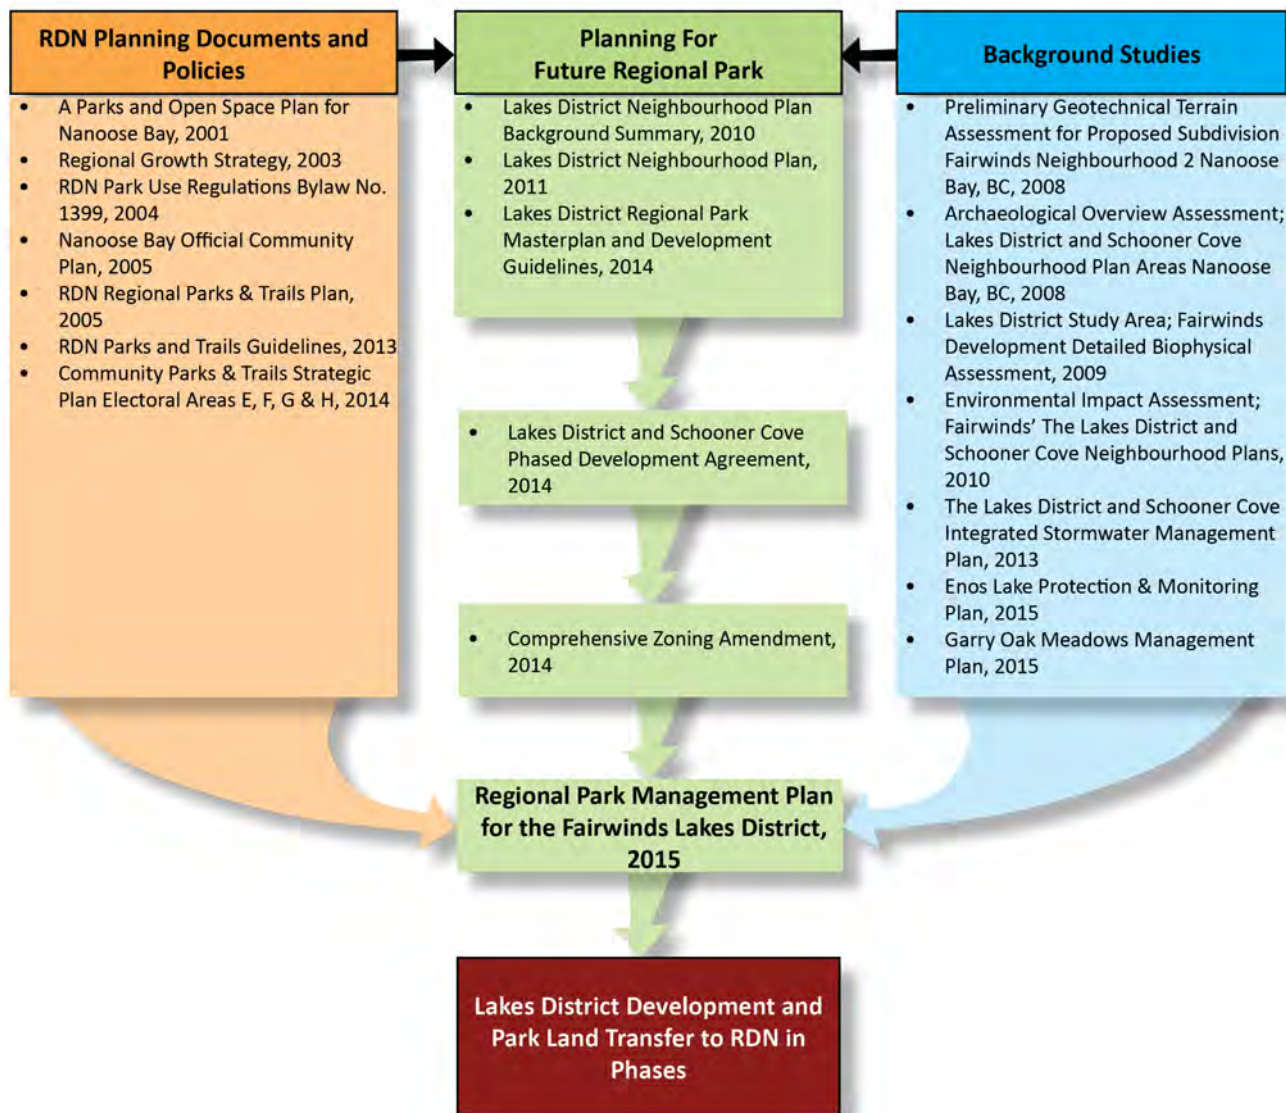 RDN Planning Documents and
Policies
• A Parks and Open Space Plan for
Nanoose Bay, 2001
• Regional Growth Strategy, 2003
• RDN Park Use Regulations Bylaw No.
1399, 2004
• Nanoose Bay Official Community
Plan, 2005
• RDN Regional Parks & Trails Plan,
2005
• RDN Parks and Trails Guidelines, 2013
• Community Parks & Trails Strategic
Plan Electoral Areas E, F, G & H, 2014
Planning For
Future Regional Park
• Lakes District Neighbourhood Plan
Background Summary, 2010
• Lakes District Neighbourhood Plan,
2011
• Lakes District Regional Park
Masterplan and Development
Guidelines, 2014
• Lakes District and Schooner Cove
Phased Development Agreement,
2014
• Comprehensive Zoning Amendment,
2014
Background Studies
• Preliminary Geotechnical Terrain
Assessment for Proposed Subdivision
Fairwinds Neighbourhood 2 Nanoose
Bay, BC, 2008
• Archaeological Overview Assessment;
Lakes District and Schooner Cove
Neighbourhood Plan Areas Nanoose
Bay, BC, 2008
• Lakes District Study Area; Fairwinds
Development Detailed Biophysical
Assessment, 2009
• Environmental Impact Assessment;
Fairwinds' The Lakes District and
Schooner Cove Neighbourhood Plans,
2010
• The Lakes District and Schooner Cove
Integrated Stormwater Management
Plan, 2013
• Enos Lake Protection & Monitoring
Plan, 2015
• Garry Oak Meadows Management
Plan, 2015
Regional Park Management Plan
for the Fairwinds Lakes District,
2015
Lakes District Development and
Park Land Transfer to RDN in
Phases